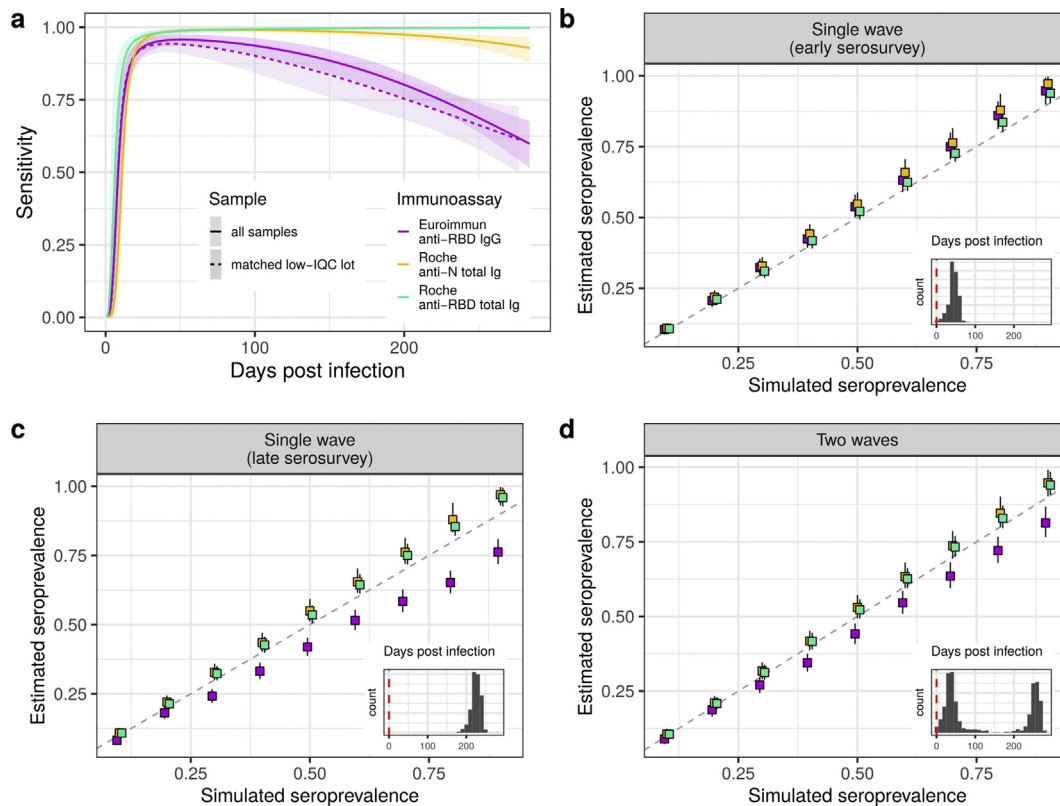 a
1.00
0.75
0.50
0.25
0.00
Sensitivity
Sample
all samples
matched low−IQC lot
Immunoassay
Euroimmun
anti−RBD IgG
Roche
anti−N total Ig
Roche
anti−RBD total Ig
0
200
Days post infection
b
Single wave
(early serosurvey)
1.00
0.75
0.50
0.25
Estimated seroprevalence
Days post infection
count
0 100 200
0.25 0.50 0.75
Simulated seroprevalence
c
Single wave
(late serosurvey)
1.00
0.75
0.50
0.25
Estimated seroprevalence
Days post infection
count
0 100 200
0.25 0.50 0.75
Simulated seroprevalence
d
Two waves
1.00
0.75
0.50
0.25
Estimated seroprevalence
Days post infection
count
0 100 200
0.25 0.50 0.75
Simulated seroprevalence